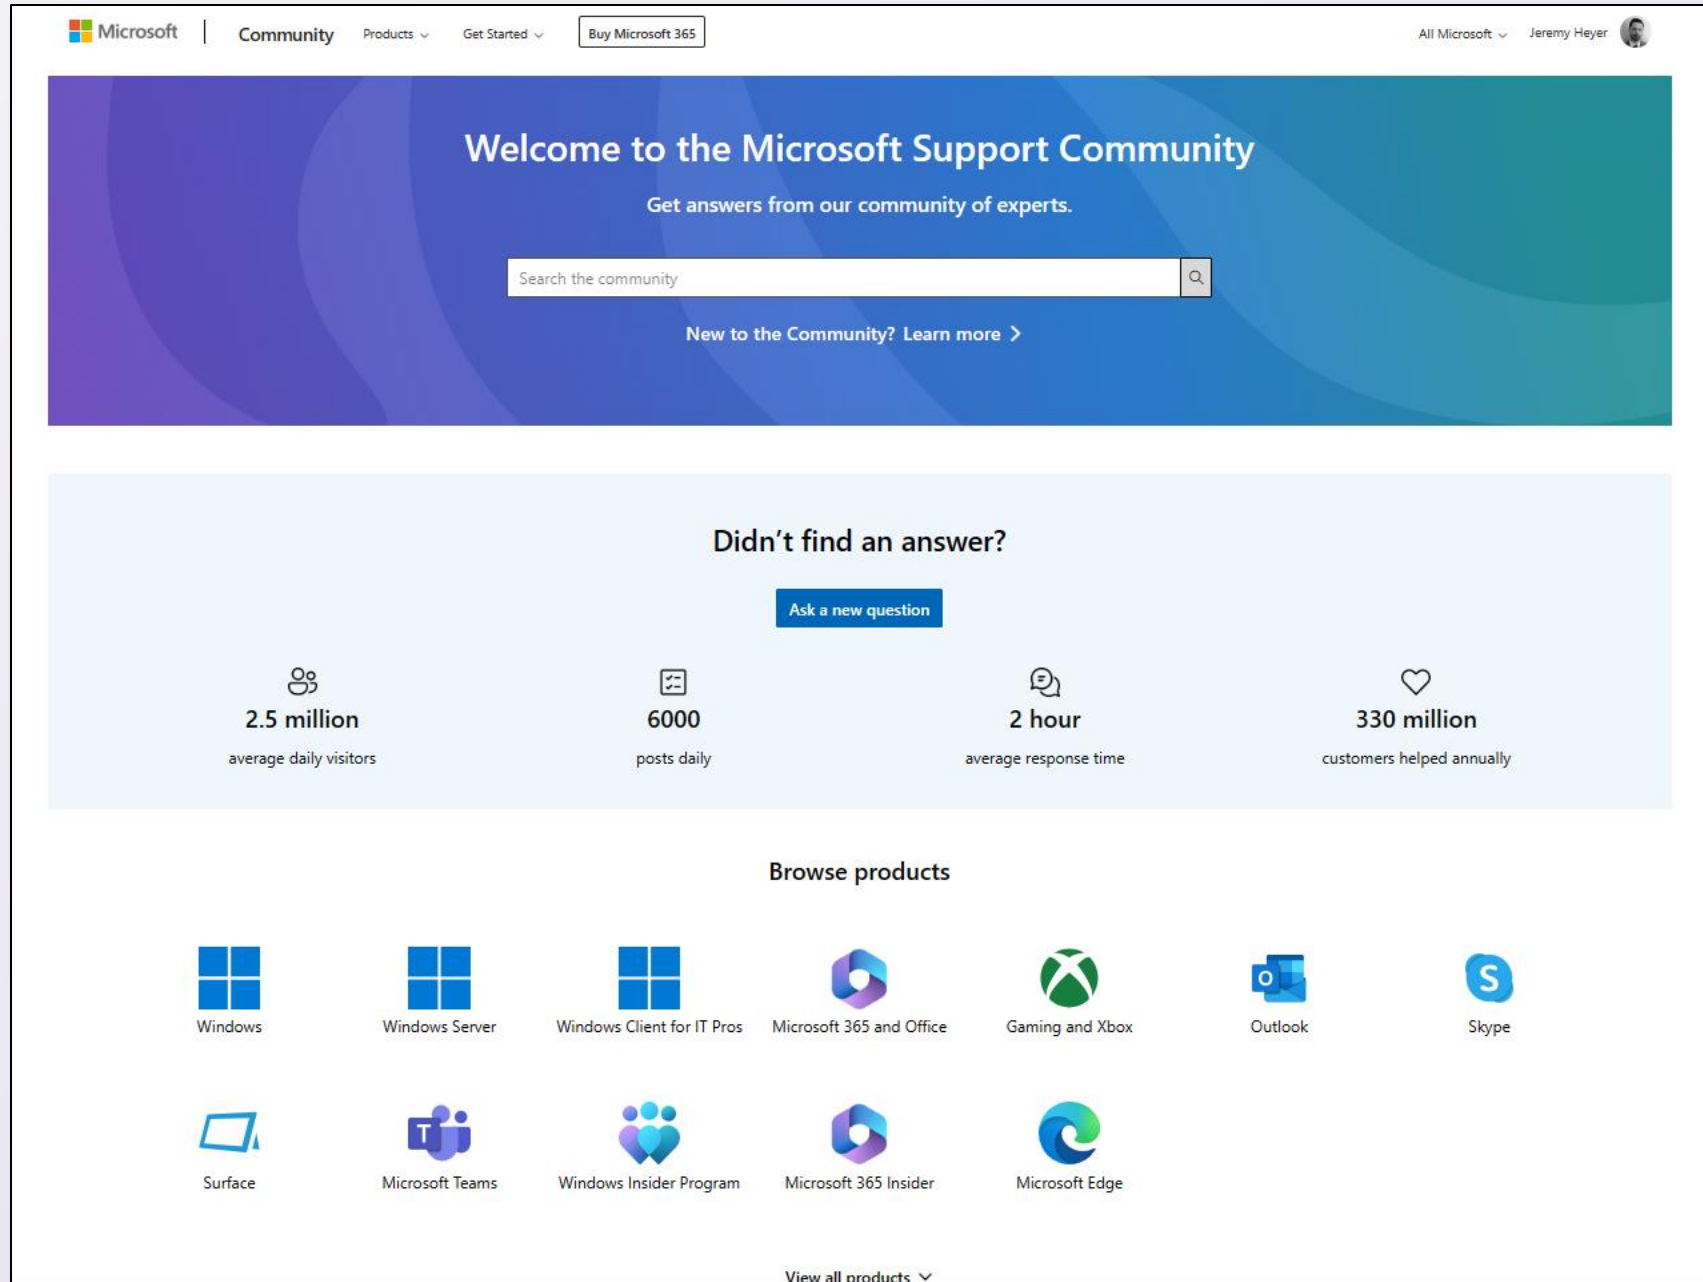 Microsoft Community Products Get Started Buy Microsoft 365 All Microsoft Jeremy Heyer
Welcome to the Microsoft Support Community
Get answers from our community of experts.
Search the community
New to the Community? Learn more
Didn’t find an answer?
Ask a new question
2.5 million 6000 2 hour 330 million
average daily visitors posts daily average response time customers helped annually
Browse products
Windows Windows Server Windows Client for IT Pros Microsoft 365 and Office Gaming and Xbox Outlook Skype
Surface Microsoft Teams Windows Insider Program Microsoft 365 Insider Microsoft Edge
View all products